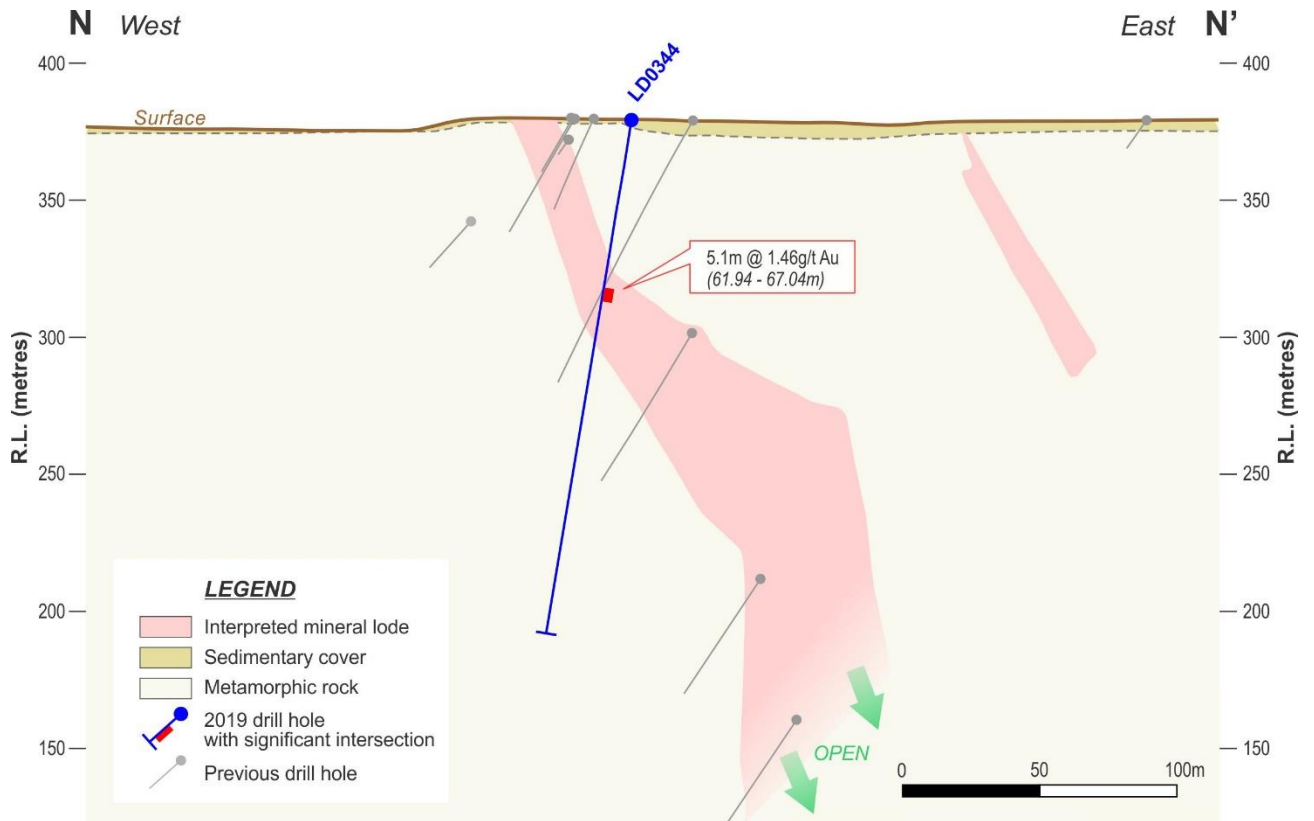 N West
East N’
400
400
Surface
LD0344
350
350
5.1m @ 1.46g/t Au
(61.94 - 67.04m)
300
300
R.L. (metres)
R.L. (metres)
250
250
200
200
150
150
LEGEND
Interpreted mineral lode
Sedimentary cover
Metamorphic rock
2019 drill hole
with significant intersection
Previous drill hole
OPEN
0 50 100m